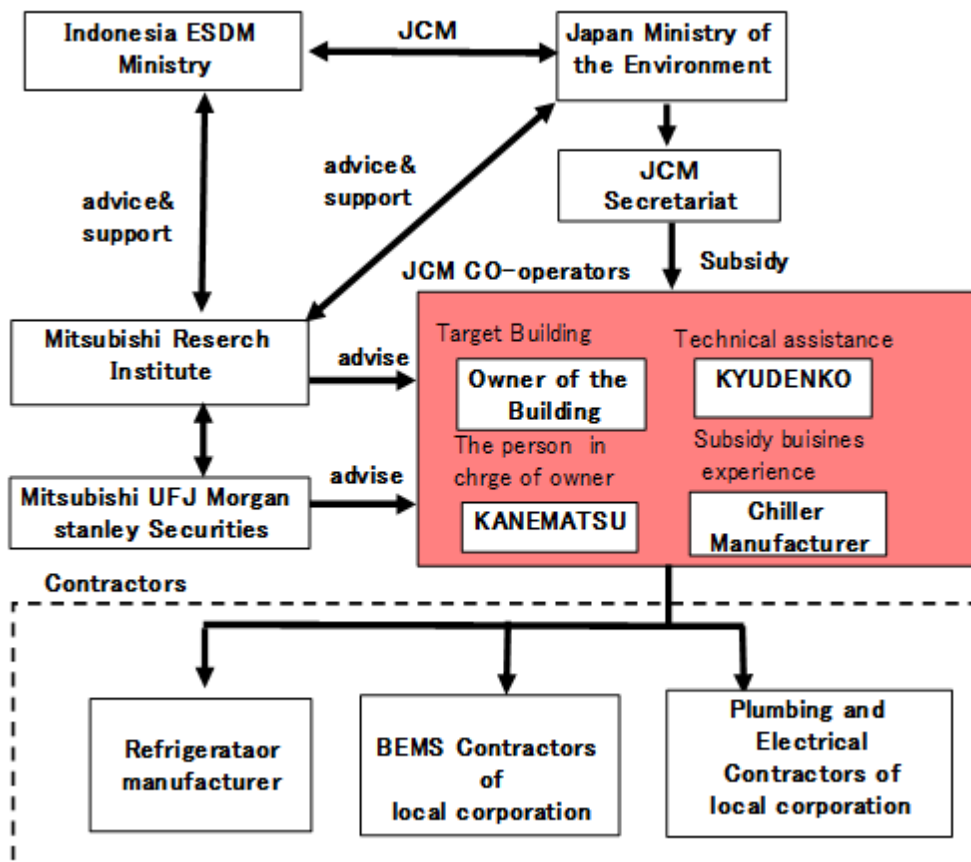 Indonesia ESDM
Ministry
JCM
Japan Ministry of
the Environment
advice&
support
advice&
support
JCM
Secretariat
JCM CO-operators
Subsidy
Mitsubishi Reserch
Institute
advise
Target Building
Owner of the
Building
Technical assistance
KYUDENKO
The person in
chrge of owner
KANEMATSU
Subsidy buisines
experience
Chiller
Manufacturer
Mitsubishi UFJ Morgan
stanley Securities
advise
Contractors
Refrigerataor
manufacturer
BEMS Contractors
of
local corporation
Plumbing and
Electrical
Contractors of
local corporation